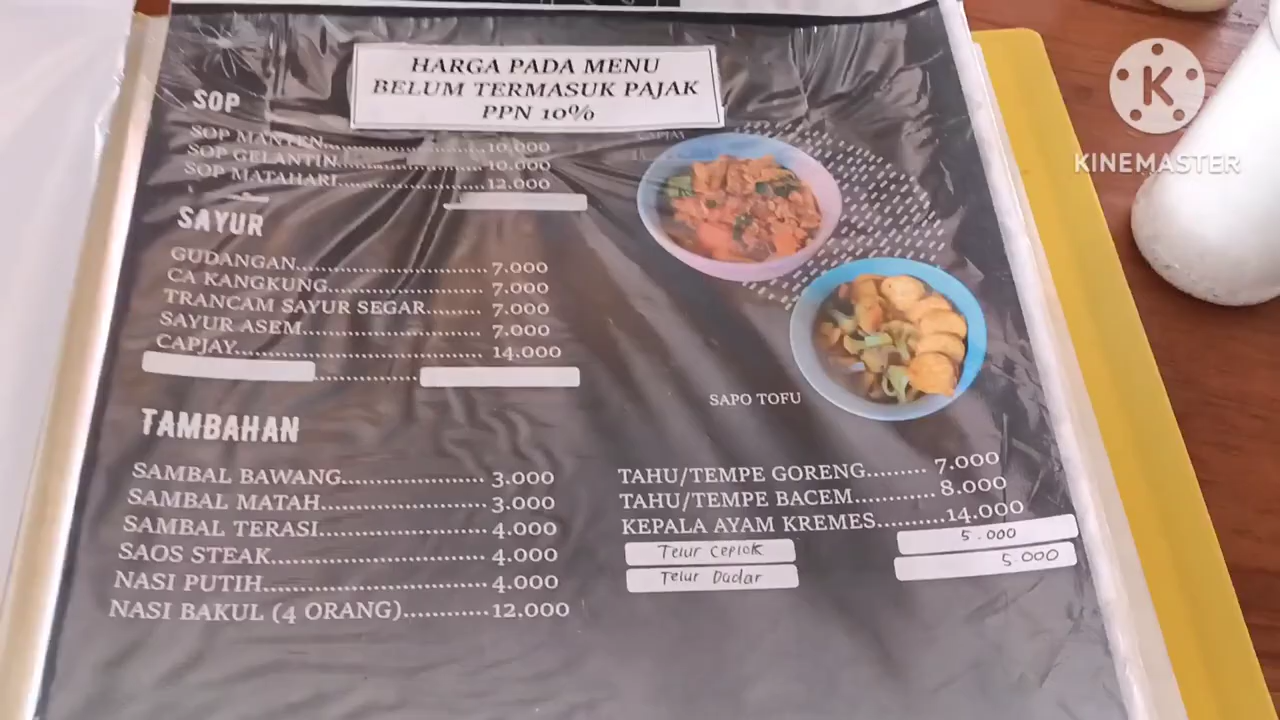 HARGA PADA MENU
BELUM TERMASUK PAJAK
PPN 10%
SOP
SOP MANTEN..........10.000
SOP GELANTIN..........10.000
SOP MATAHARI..........12.000
SAYUR
GUDANGAN..........7.000
CA KANGKUNG..........7.000
TRANCAM SAYUR SEGAR..........7.000
SAYUR ASEM..........7.000
CAPJAY..........14.000
TAMBAHAN
SAMBAL BAWANG..........3.000
SAMBAL MATAH..........3.000
SAMBAL TERASI..........4.000
SAOS STEAK..........4.000
NASI PUTIH..........4.000
NASI BAKUL (4 ORANG)..........12.000
CAPJAY
SAPO TOFU
TAHU/TEMPE GORENG.........7.000
TAHU/TEMPE BACEM...........8.000
KEPALA AYAM KREMES..........14.000
Telur Ceplok 5.000
Telur Dadar 5.000
K
KINEMASTER